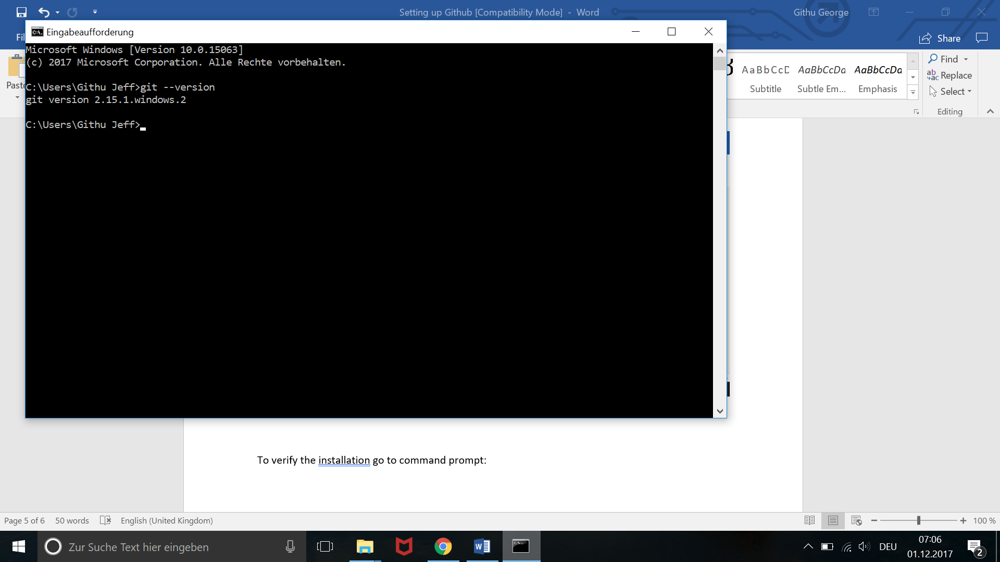 Setting up Github [Compatibility Mode] - Word
Githu George
Eingabeaufforderung
Share
Microsoft Windows [Version 10.0.15063]
(c) 2017 Microsoft Corporation. Alle Rechte vorbehalten.
C:\Users\Githu Jeff>git --version
git version 2.15.1.windows.2
C:\Users\Githu Jeff>
Paste
AaBbCcD AaBbCcDd AaBbCcDd
Subtitle Subtle Em... Emphasis
Find
Replace
Select
Editing
To verify the installation go to command prompt:
Page 5 of 6 50 words English (United Kingdom) 100 %
Zur Suche Text hier eingeben
DEU
07:06
01.12.2017
2